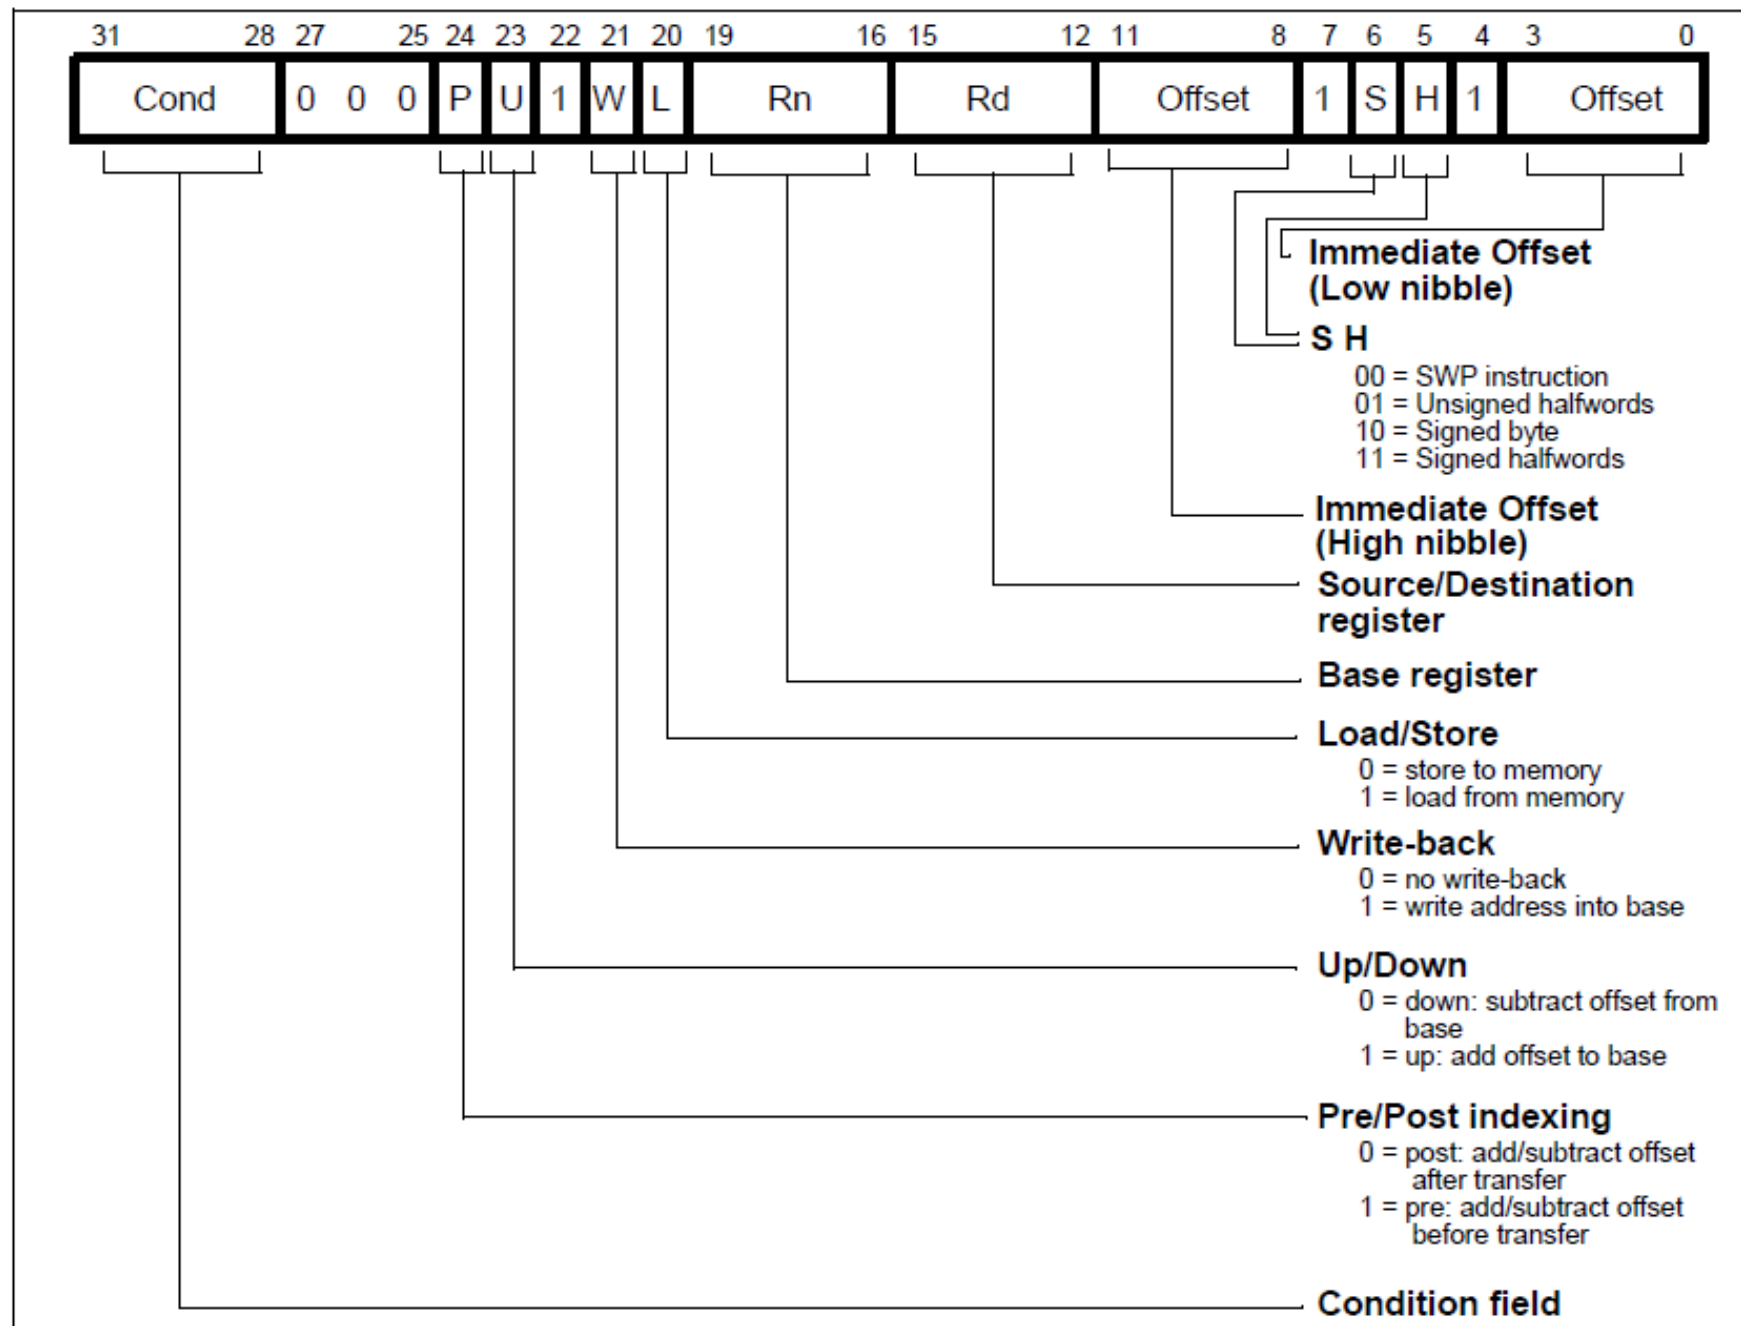 31 28 27 25 24 23 22 21 20 19 16 15 12 11 8 7 6 5 4 3 0
Cond 0 0 0 P U 1 W L Rn Rd Offset 1 S H 1 Offset
Immediate Offset
(Low nibble)
S H
00 = SWP instruction
01 = Unsigned halfwords
10 = Signed byte
11 = Signed halfwords
Immediate Offset
(High nibble)
Source/Destination
register
Base register
Load/Store
0 = store to memory
1 = load from memory
Write-back
0 = no write-back
1 = write address into base
Up/Down
0 = down: subtract offset from
base
1 = up: add offset to base
Pre/Post indexing
0 = post: add/subtract offset
after transfer
1 = pre: add/subtract offset
before transfer
Condition field